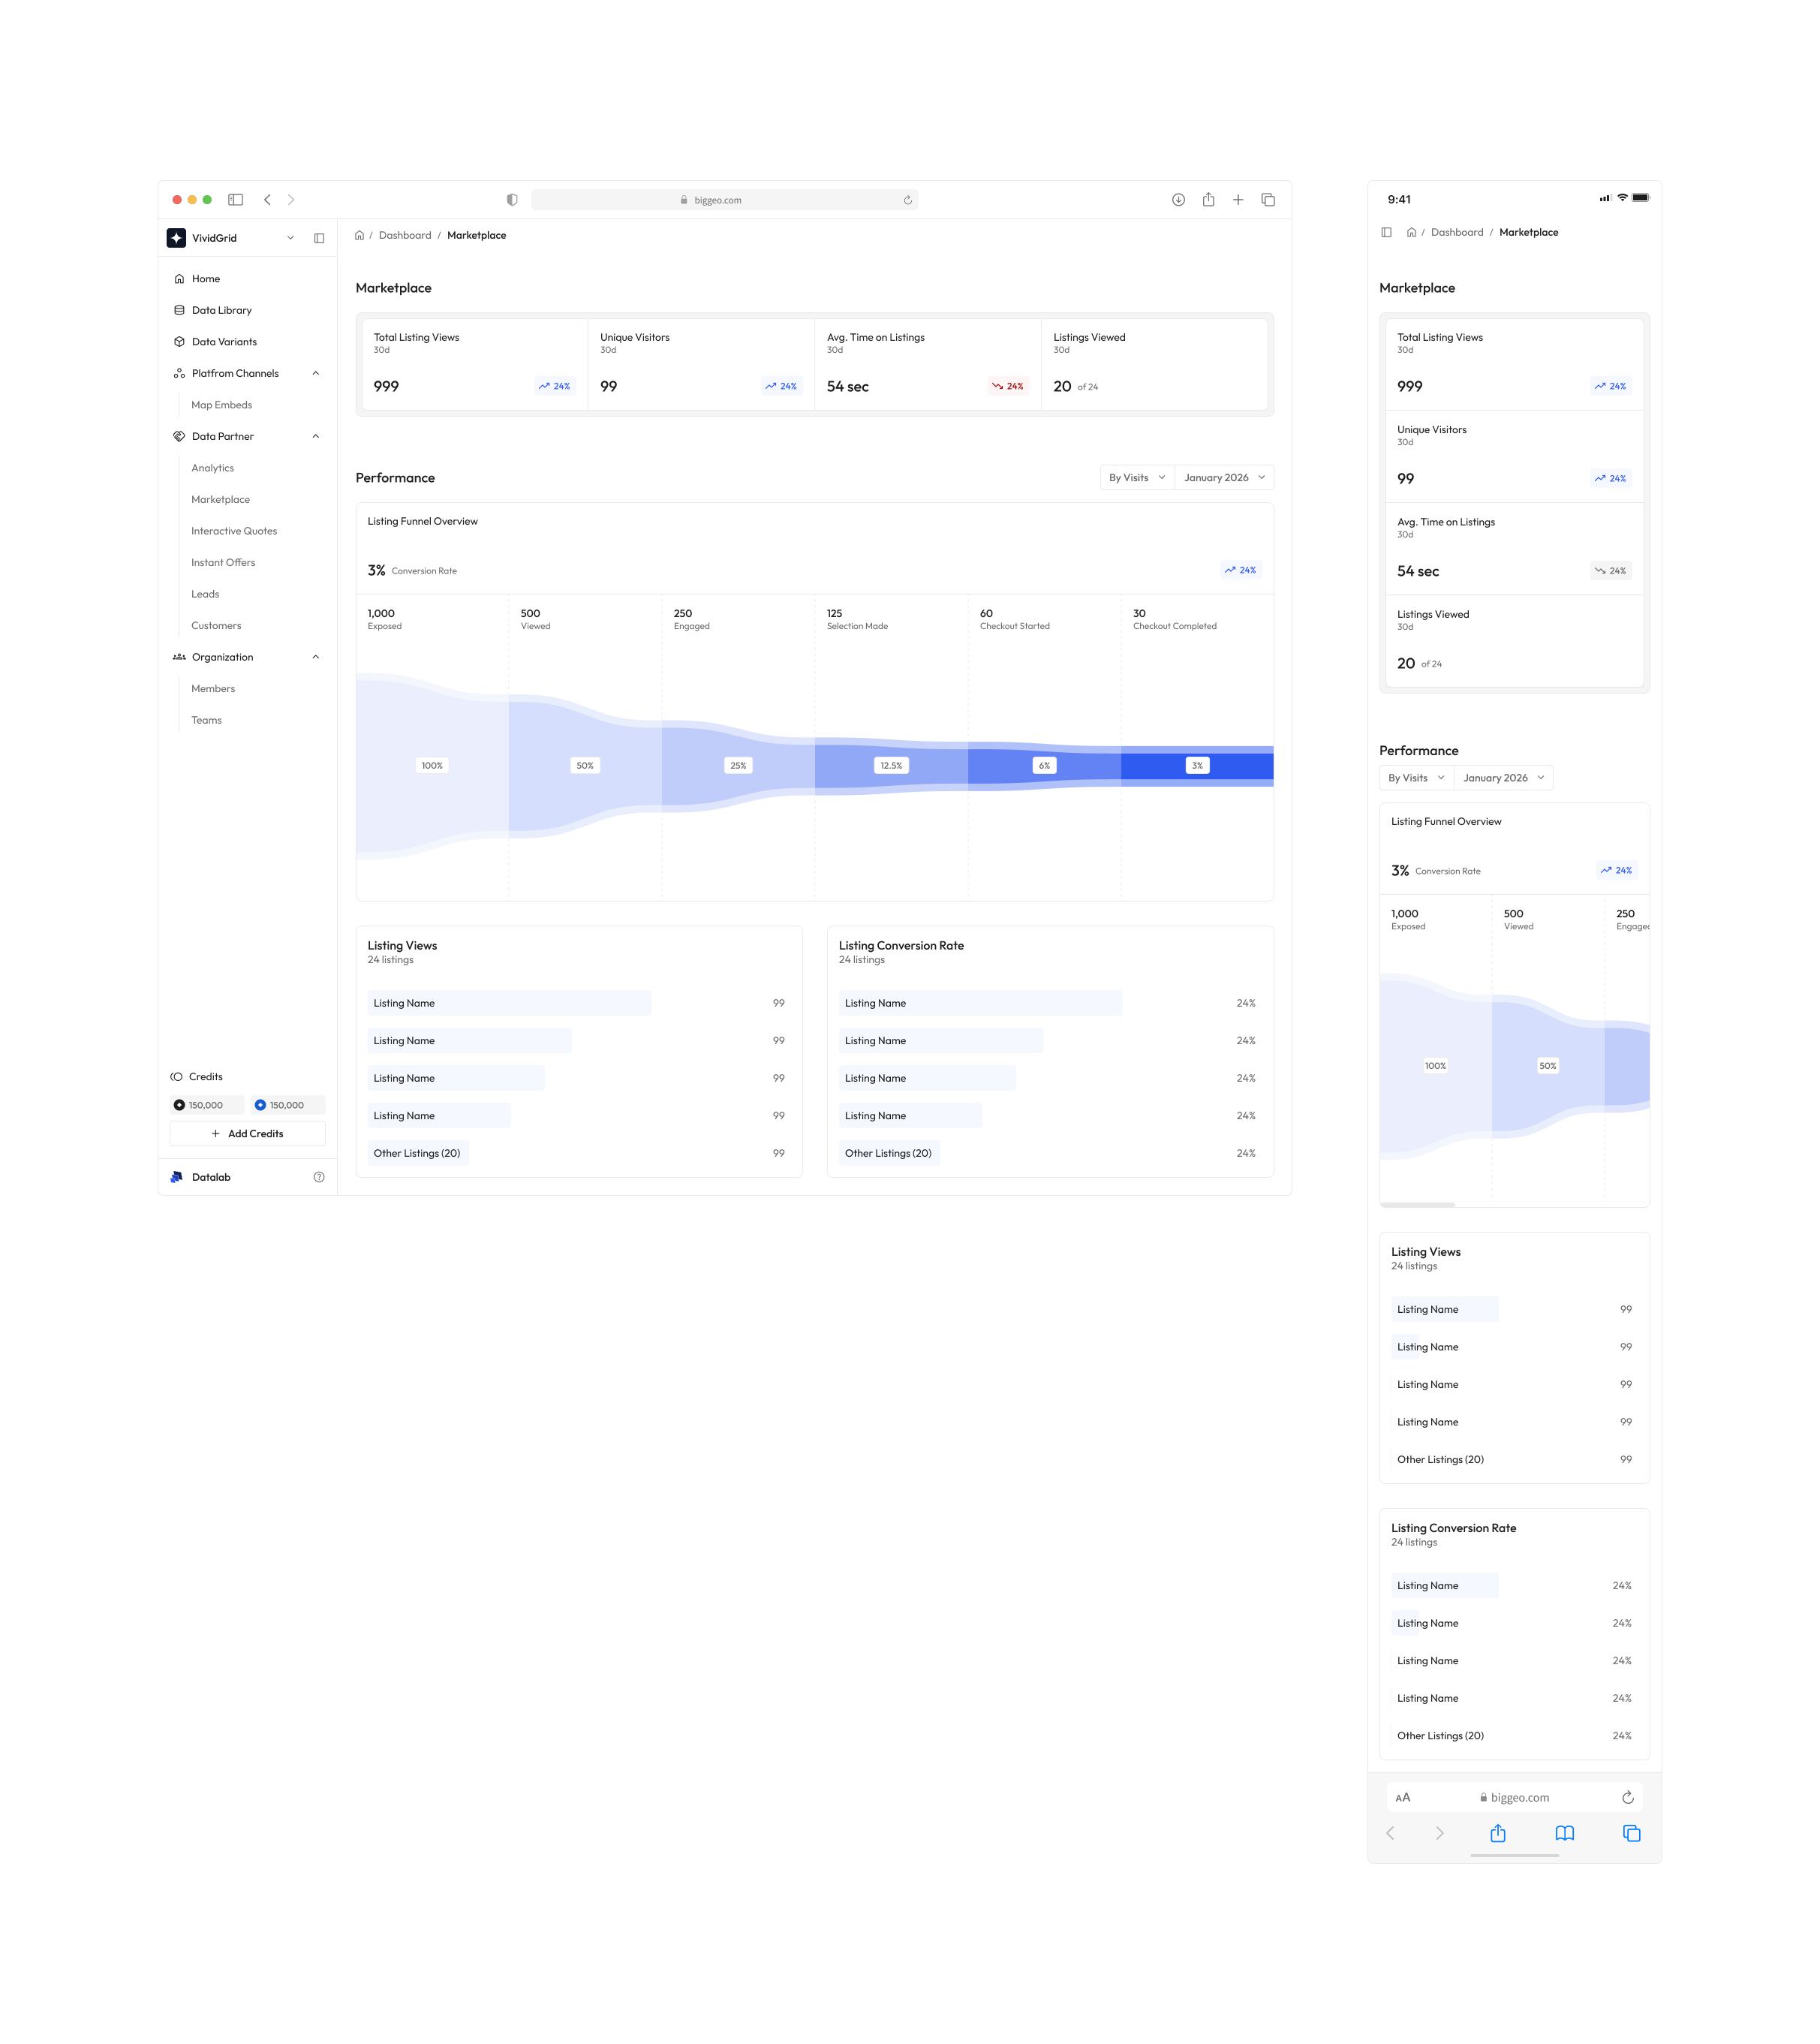 biggeo.com
VividGrid
Home
Data Library
Data Variants
Platfrom Channels
Map Embeds
Data Partner
Analytics
Marketplace
Interactive Quotes
Instant Offers
Leads
Customers
Organization
Members
Teams
Credits
150,000 150,000
+ Add Credits
Datalab
/ Dashboard / Marketplace
Marketplace
Total Listing Views
30d
999 24%
Unique Visitors
30d
99 24%
Avg. Time on Listings
30d
54 sec 24%
Listings Viewed
30d
20 of 24
Performance
By Visits January 2026
Listing Funnel Overview
3% Conversion Rate 24%
1,000 500 250 125 60 30
Exposed Viewed Engaged Selection Made Checkout Started Checkout Completed
100% 50% 25% 12.5% 6% 3%
Listing Views
24 listings
Listing Name 99
Listing Name 99
Listing Name 99
Listing Name 99
Other Listings (20) 99
Listing Conversion Rate
24 listings
Listing Name 24%
Listing Name 24%
Listing Name 24%
Listing Name 24%
Other Listings (20) 24%
9:41
/ Dashboard / Marketplace
Marketplace
Total Listing Views
30d
999 24%
Unique Visitors
30d
99 24%
Avg. Time on Listings
30d
54 sec 24%
Listings Viewed
30d
20 of 24
Performance
By Visits January 2026
Listing Funnel Overview
3% Conversion Rate 24%
1,000 500 250
Exposed Viewed Engaged
100% 50%
Listing Views
24 listings
Listing Name 99
Listing Name 99
Listing Name 99
Listing Name 99
Other Listings (20) 99
Listing Conversion Rate
24 listings
Listing Name 24%
Listing Name 24%
Listing Name 24%
Listing Name 24%
Other Listings (20) 24%
AA biggeo.com